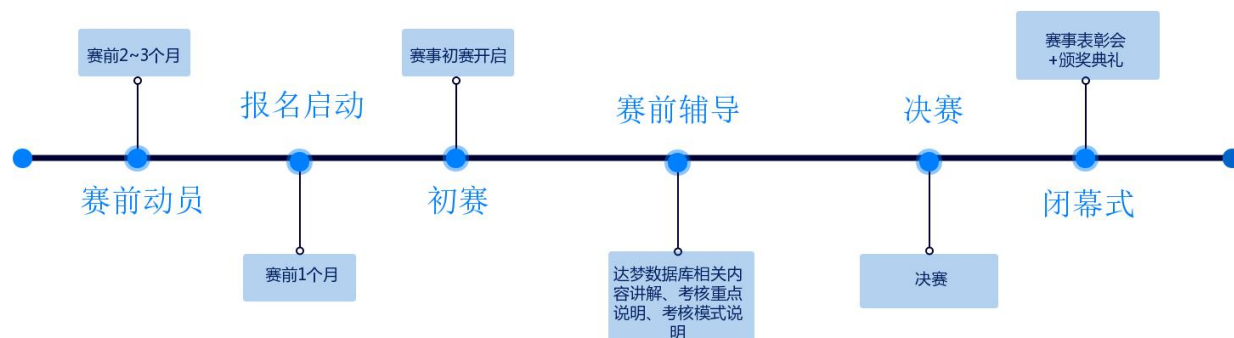 赛前2~3个月
赛前动员
报名启动
赛前1个月
赛事初赛开启
初赛
赛前辅导
达梦数据库相关内
容讲解、考核重点
说明、考核模式说
明
决赛
决赛
赛事表彰会
+颁奖典礼
闭幕式